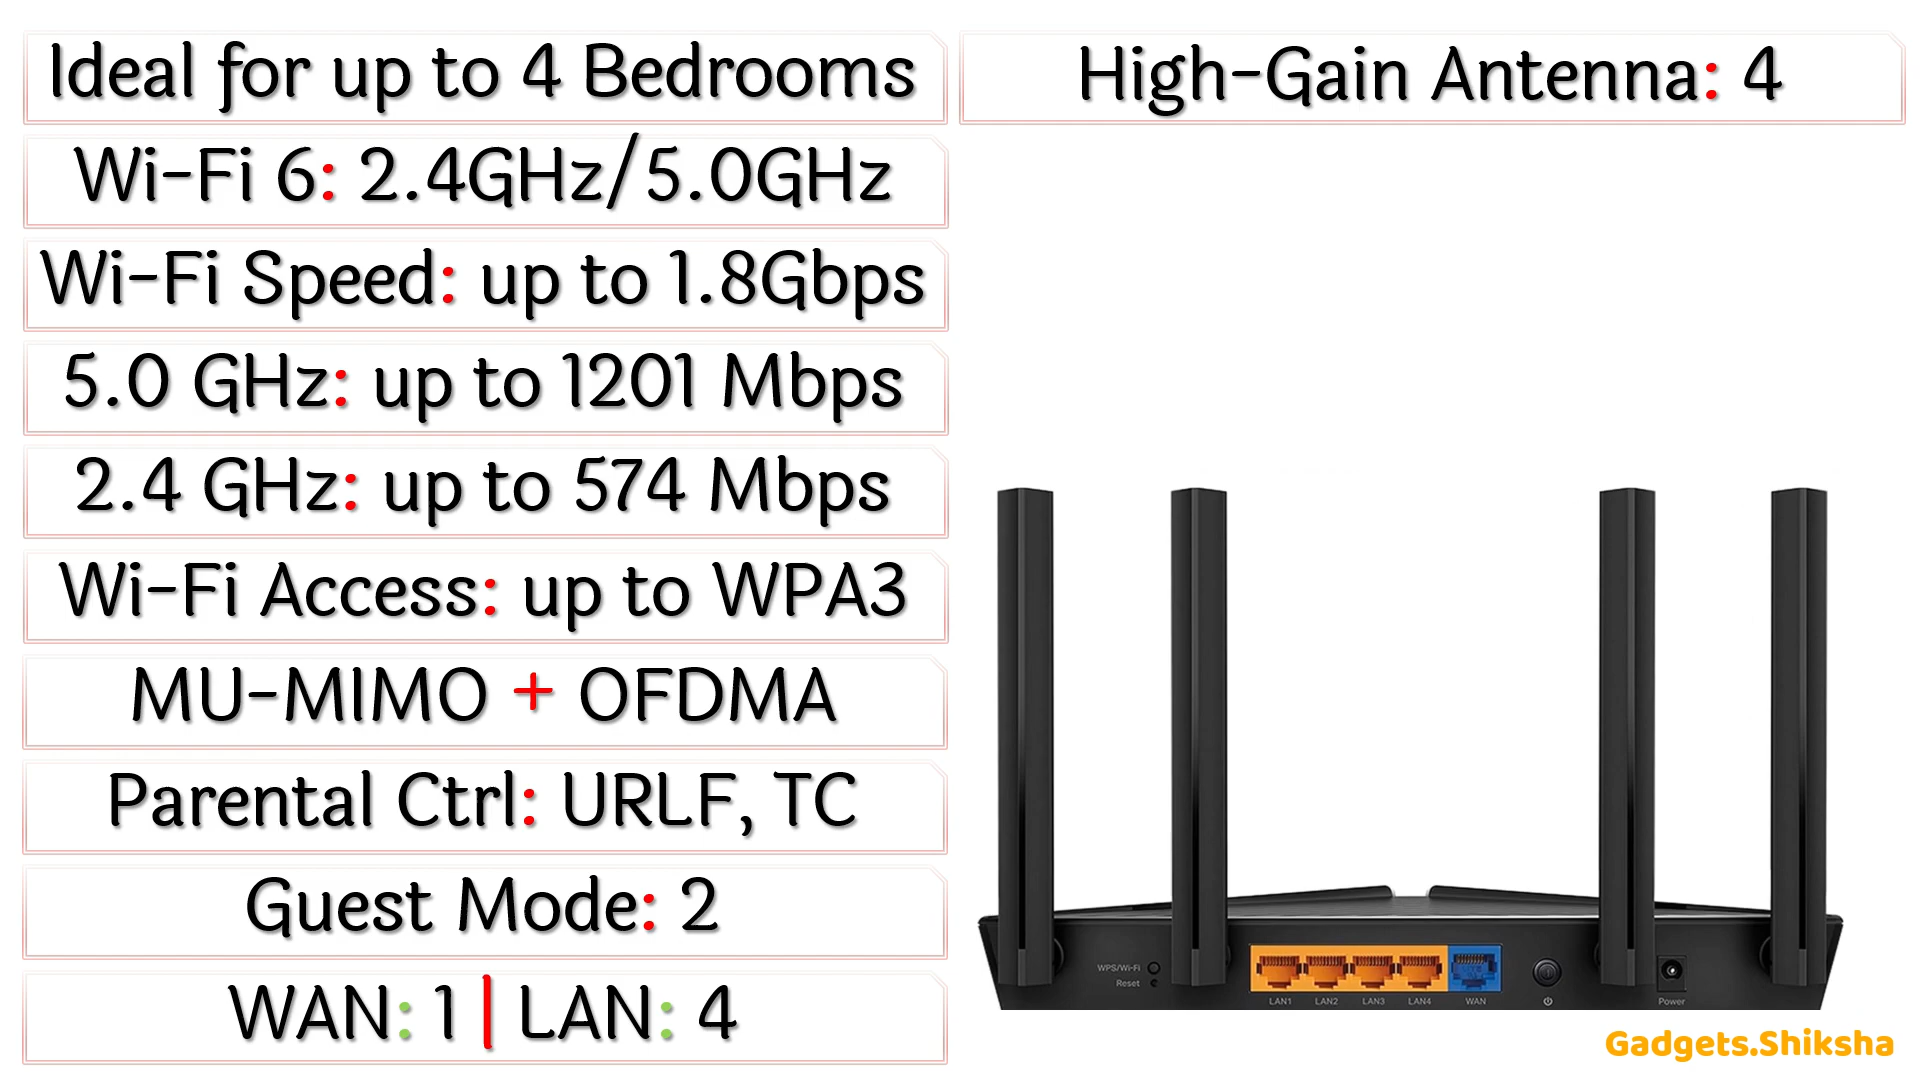 Ideal for up to 4 Bedrooms
Wi-Fi 6: 2.4GHz/5.0GHz
Wi-Fi Speed: up to 1.8Gbps
5.0 GHz: up to 1201 Mbps
2.4 GHz: up to 574 Mbps
Wi-Fi Access: up to WPA3
MU-MIMO + OFDMA
Parental Ctrl: URLF, TC
Guest Mode: 2
WAN: 1 | LAN: 4
High-Gain Antenna: 4
WPS/Wi-Fi
Reset
LAN1 LAN2 LAN3 LAN4 WAN
Power
Gadgets.Shiksha